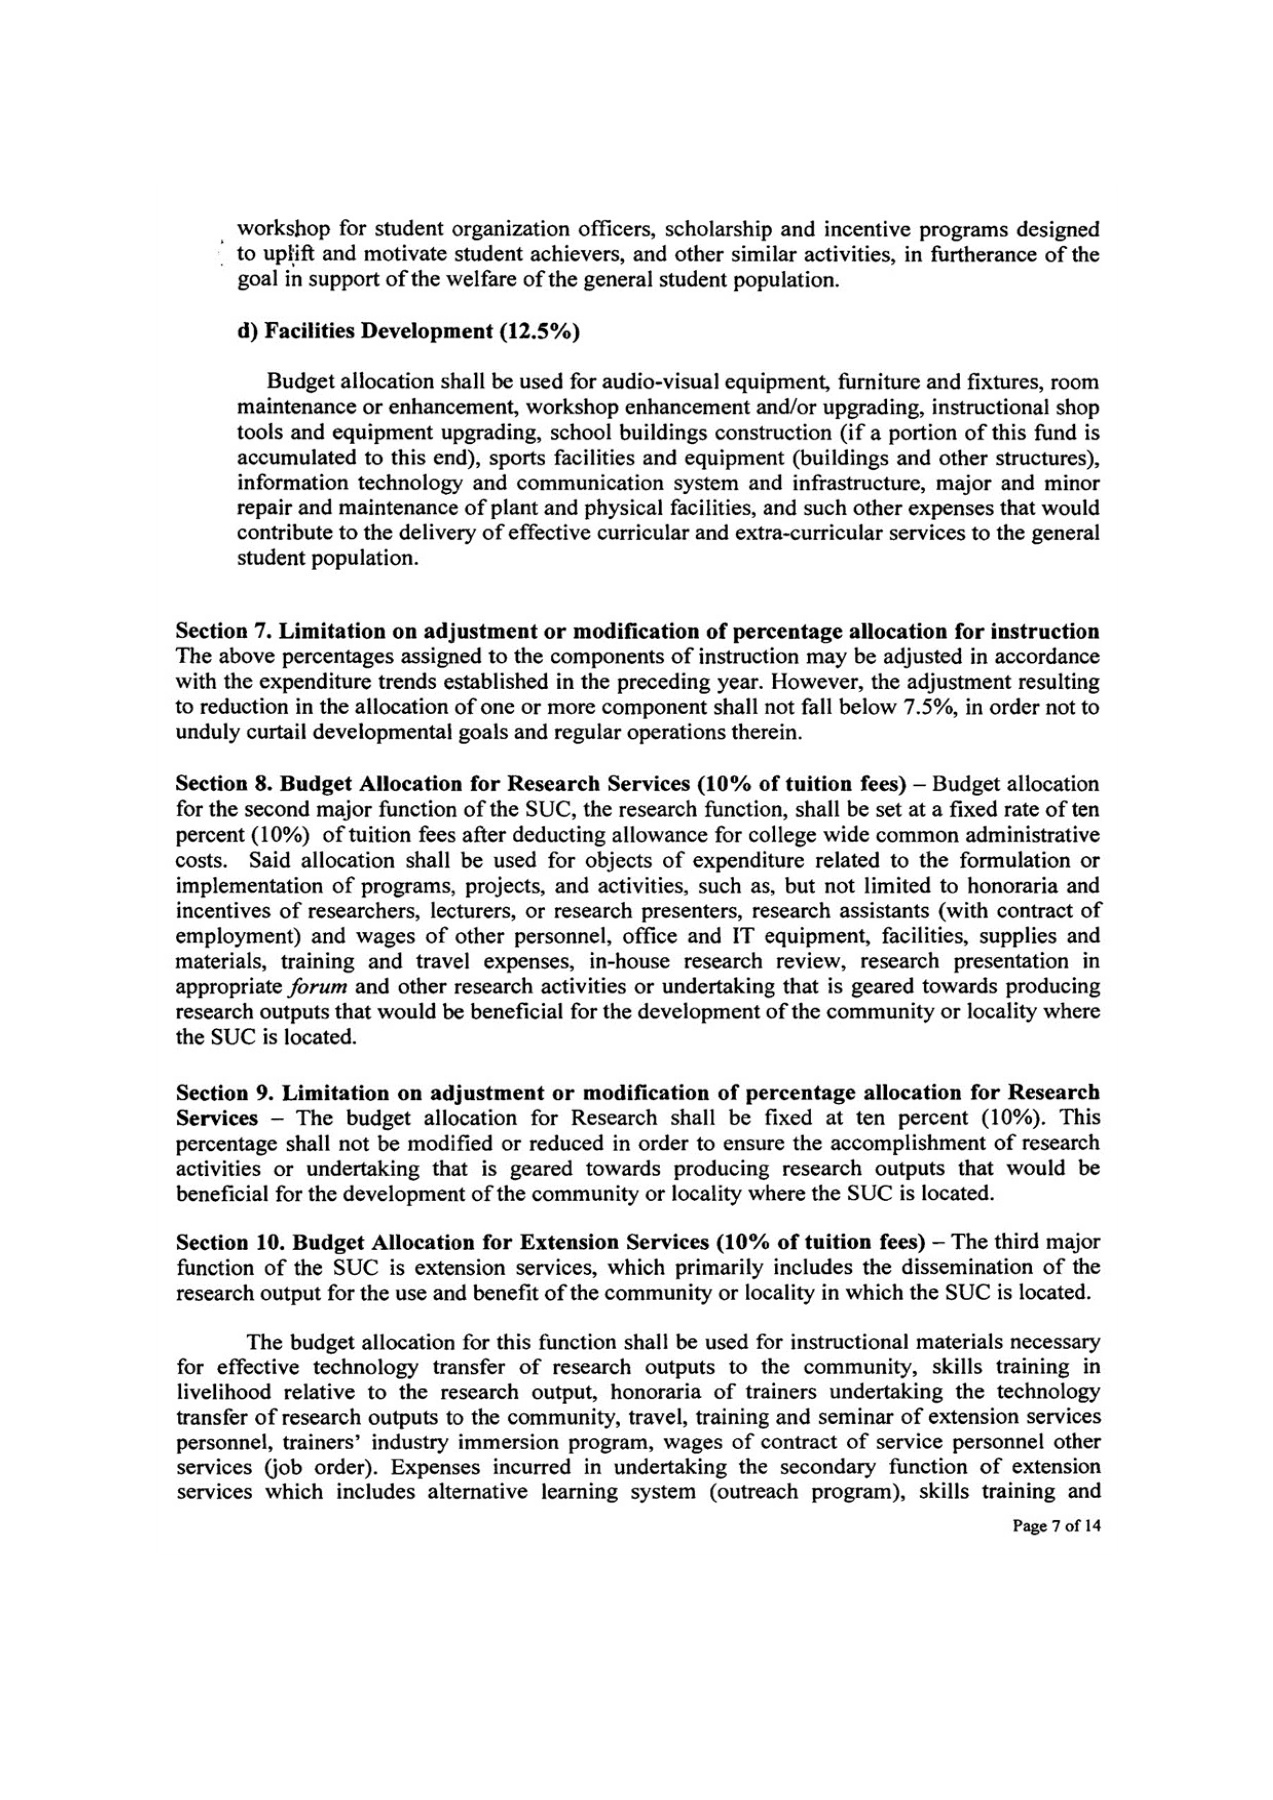 workshop for student organization officers, scholarship and incentive programs designed
to uplift and motivate student achievers, and other similar activities, in furtherance of the
goal in support of the welfare of the general student population.
d) Facilities Development (12.5%)
Budget allocation shall be used for audio-visual equipment, furniture and fixtures, room
maintenance or enhancement, workshop enhancement and/or upgrading, instructional shop
tools and equipment upgrading, school buildings construction (if a portion of this fund is
accumulated to this end), sports facilities and equipment (buildings and other structures),
information technology and communication system and infrastructure, major and minor
repair and maintenance of plant and physical facilities, and such other expenses that would
contribute to the delivery of effective curricular and extra-curricular services to the general
student population.
Section 7. Limitation on adjustment or modification of percentage allocation for instruction
The above percentages assigned to the components of instruction may be adjusted in accordance
with the expenditure trends established in the preceding year. However, the adjustment resulting
to reduction in the allocation of one or more component shall not fall below 7.5%, in order not to
unduly curtail developmental goals and regular operations therein.
Section 8. Budget Allocation for Research Services (10% of tuition fees) – Budget allocation
for the second major function of the SUC, the research function, shall be set at a fixed rate of ten
percent (10%) of tuition fees after deducting allowance for college wide common administrative
costs. Said allocation shall be used for objects of expenditure related to the formulation or
implementation of programs, projects, and activities, such as, but not limited to honoraria and
incentives of researchers, lecturers, or research presenters, research assistants (with contract of
employment) and wages of other personnel, office and IT equipment, facilities, supplies and
materials, training and travel expenses, in-house research review, research presentation in
appropriate forum and other research activities or undertaking that is geared towards producing
research outputs that would be beneficial for the development of the community or locality where
the SUC is located.
Section 9. Limitation on adjustment or modification of percentage allocation for Research
Services – The budget allocation for Research shall be fixed at ten percent (10%). This
percentage shall not be modified or reduced in order to ensure the accomplishment of research
activities or undertaking that is geared towards producing research outputs that would be
beneficial for the development of the community or locality where the SUC is located.
Section 10. Budget Allocation for Extension Services (10% of tuition fees) – The third major
function of the SUC is extension services, which primarily includes the dissemination of the
research output for the use and benefit of the community or locality in which the SUC is located.
The budget allocation for this function shall be used for instructional materials necessary
for effective technology transfer of research outputs to the community, skills training in
livelihood relative to the research output, honoraria of trainers undertaking the technology
transfer of research outputs to the community, travel, training and seminar of extension services
personnel, trainers’ industry immersion program, wages of contract of service personnel other
services (job order). Expenses incurred in undertaking the secondary function of extension
services which includes alternative learning system (outreach program), skills training and
Page 7 of 14